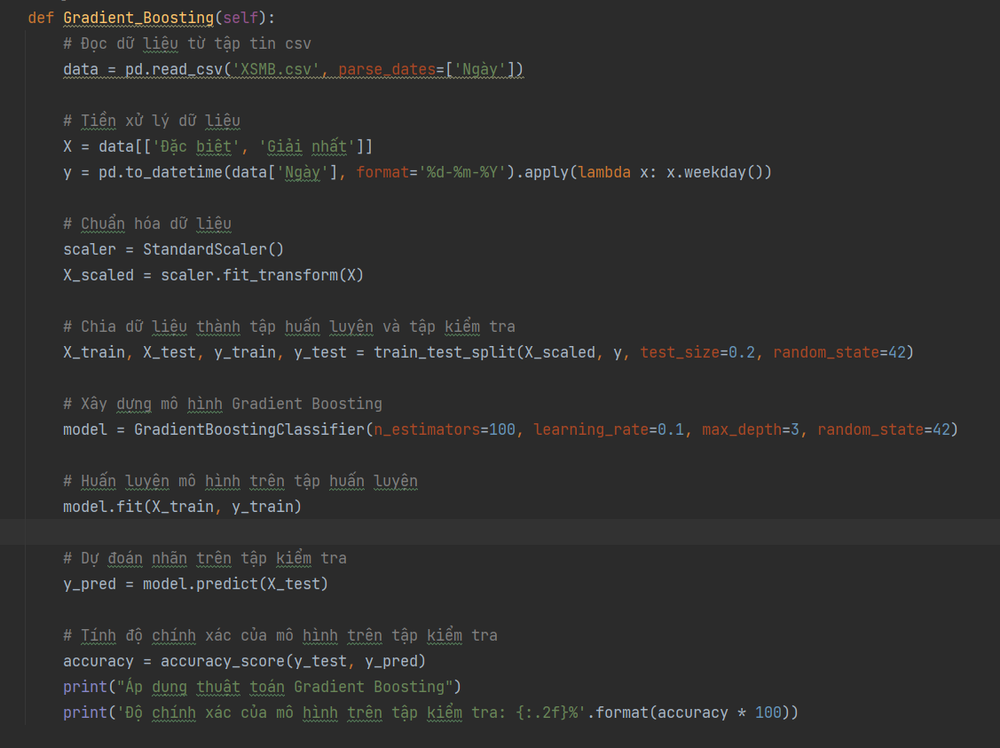 def Gradient_Boosting(self):
# Đọc dữ liệu từ tập tin csv
data = pd.read_csv('XSMB.csv', parse_dates=['Ngày'])
# Tiền xử lý dữ liệu
X = data[['Đặc biêt', 'Giải nhất']]
y = pd.to_datetime(data['Ngày'], format='%d-%m-%Y').apply(lambda x: x.weekday())
# Chuẩn hóa dữ liệu
scaler = StandardScaler()
X_scaled = scaler.fit_transform(X)
# Chia dữ liệu thành tập huấn luyện và tập kiểm tra
X_train, X_test, y_train, y_test = train_test_split(X_scaled, y, test_size=0.2, random_state=42)
# Xây dựng mô hình Gradient Boosting
model = GradientBoostingClassifier(n_estimators=100, learning_rate=0.1, max_depth=3, random_state=42)
# Huấn luyện mô hình trên tập huấn luyện
model.fit(X_train, y_train)
# Dự đoán nhãn trên tập kiểm tra
y_pred = model.predict(X_test)
# Tính độ chính xác của mô hình trên tập kiểm tra
accuracy = accuracy_score(y_test, y_pred)
print("Áp dụng thuật toán Gradient Boosting")
print('Độ chính xác của mô hình trên tập kiểm tra: {:.2f}%'.format(accuracy * 100))